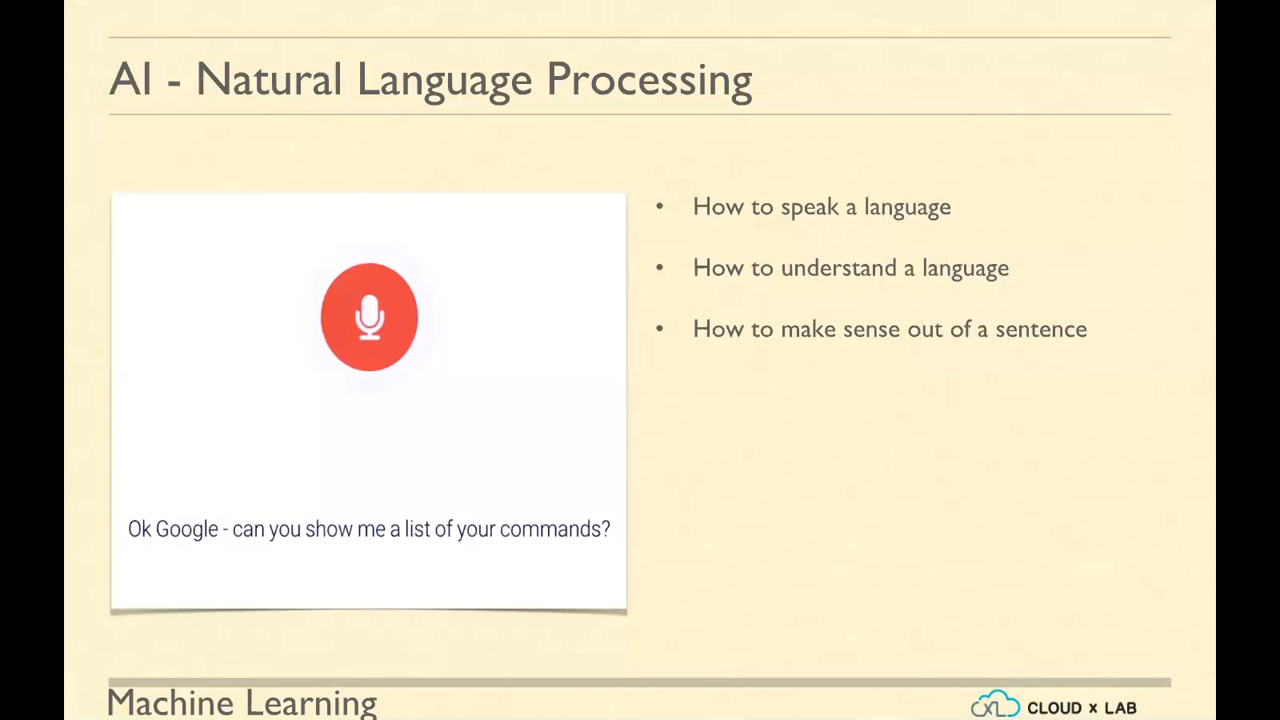 AI - Natural Language Processing
• How to speak a language
• How to understand a language
• How to make sense out of a sentence
Ok Google - can you show me a list of your commands?
Machine Learning
CLOUD x LAB